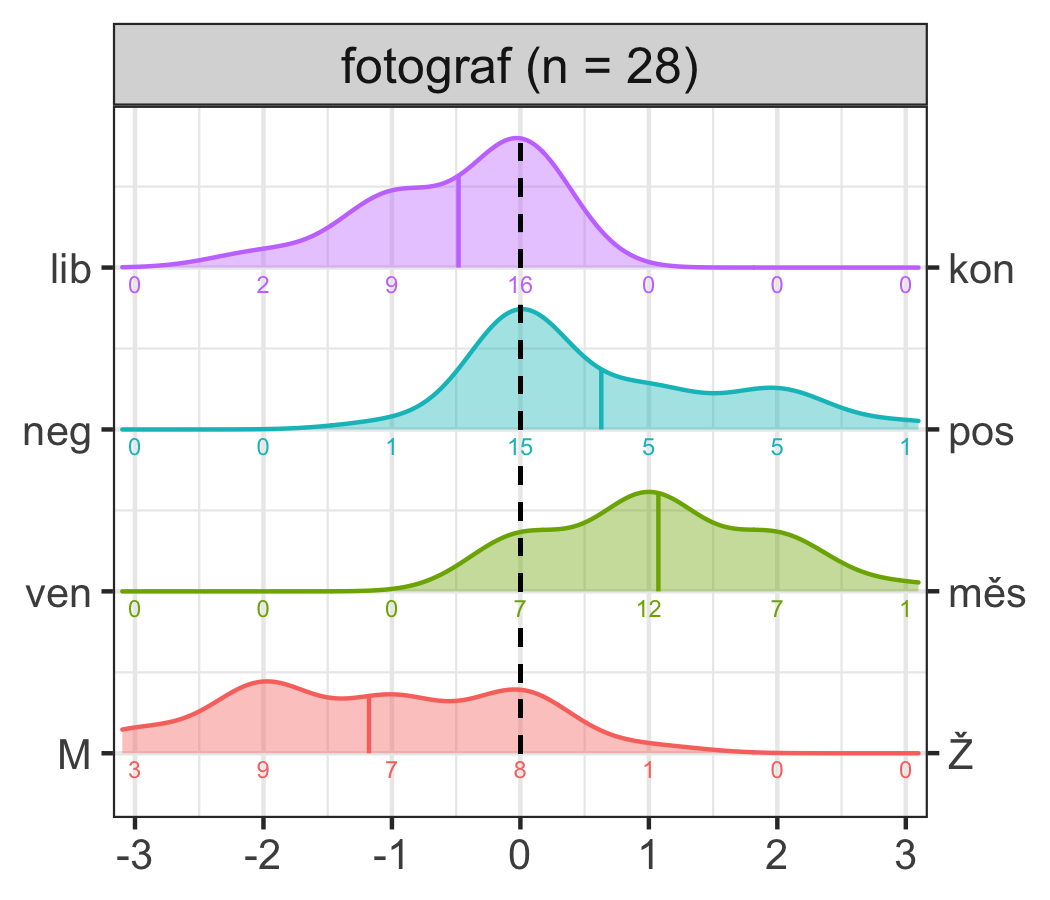 fotograf (n = 28)
lib kon
0 2 9 16 0 0 0
neg pos
0 0 1 15 5 5 1
ven měs
0 0 0 7 12 7 1
M Ž
3 9 7 8 1 0 0
-3 -2 -1 0 1 2 3